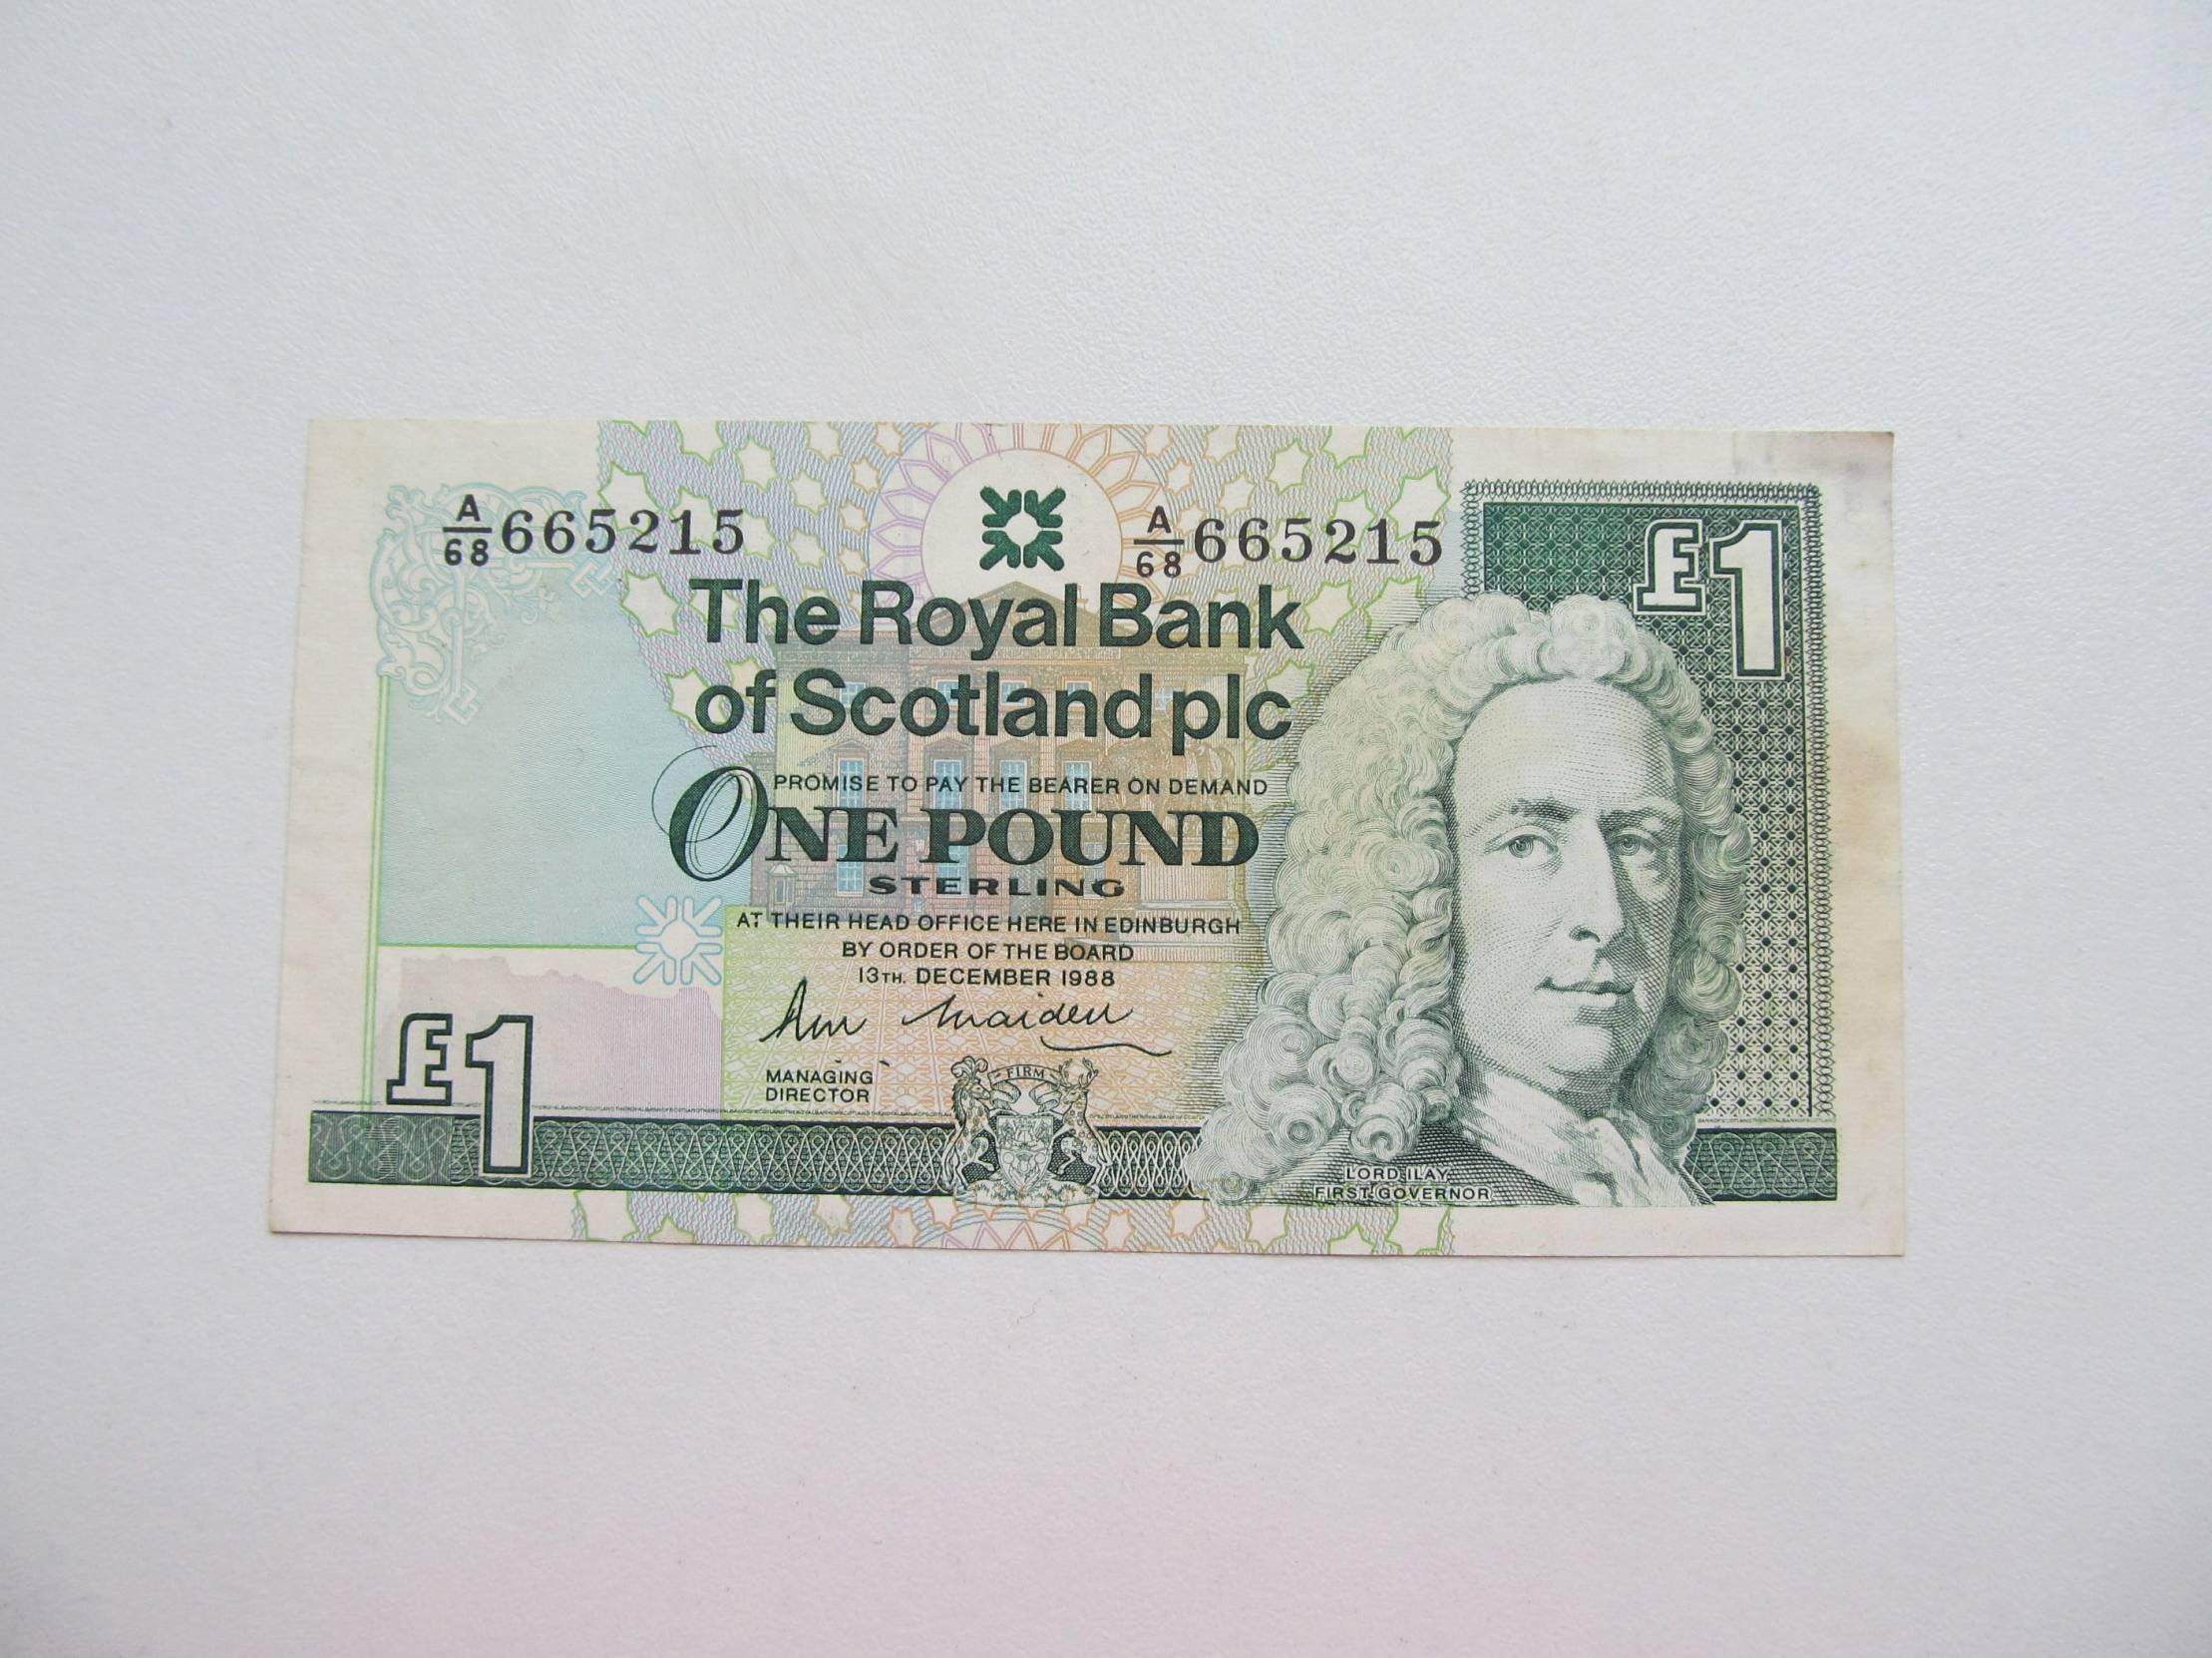 A/68 665215
A/68 665215
£1
The Royal Bank
of Scotland plc
PROMISE TO PAY THE BEARER ON DEMAND
ONE POUND
STERLING
AT THEIR HEAD OFFICE HERE IN EDINBURGH
BY ORDER OF THE BOARD
13TH. DECEMBER 1988
MANAGING
DIRECTOR
FIRM
£1
LORD ILAY
FIRST GOVERNOR